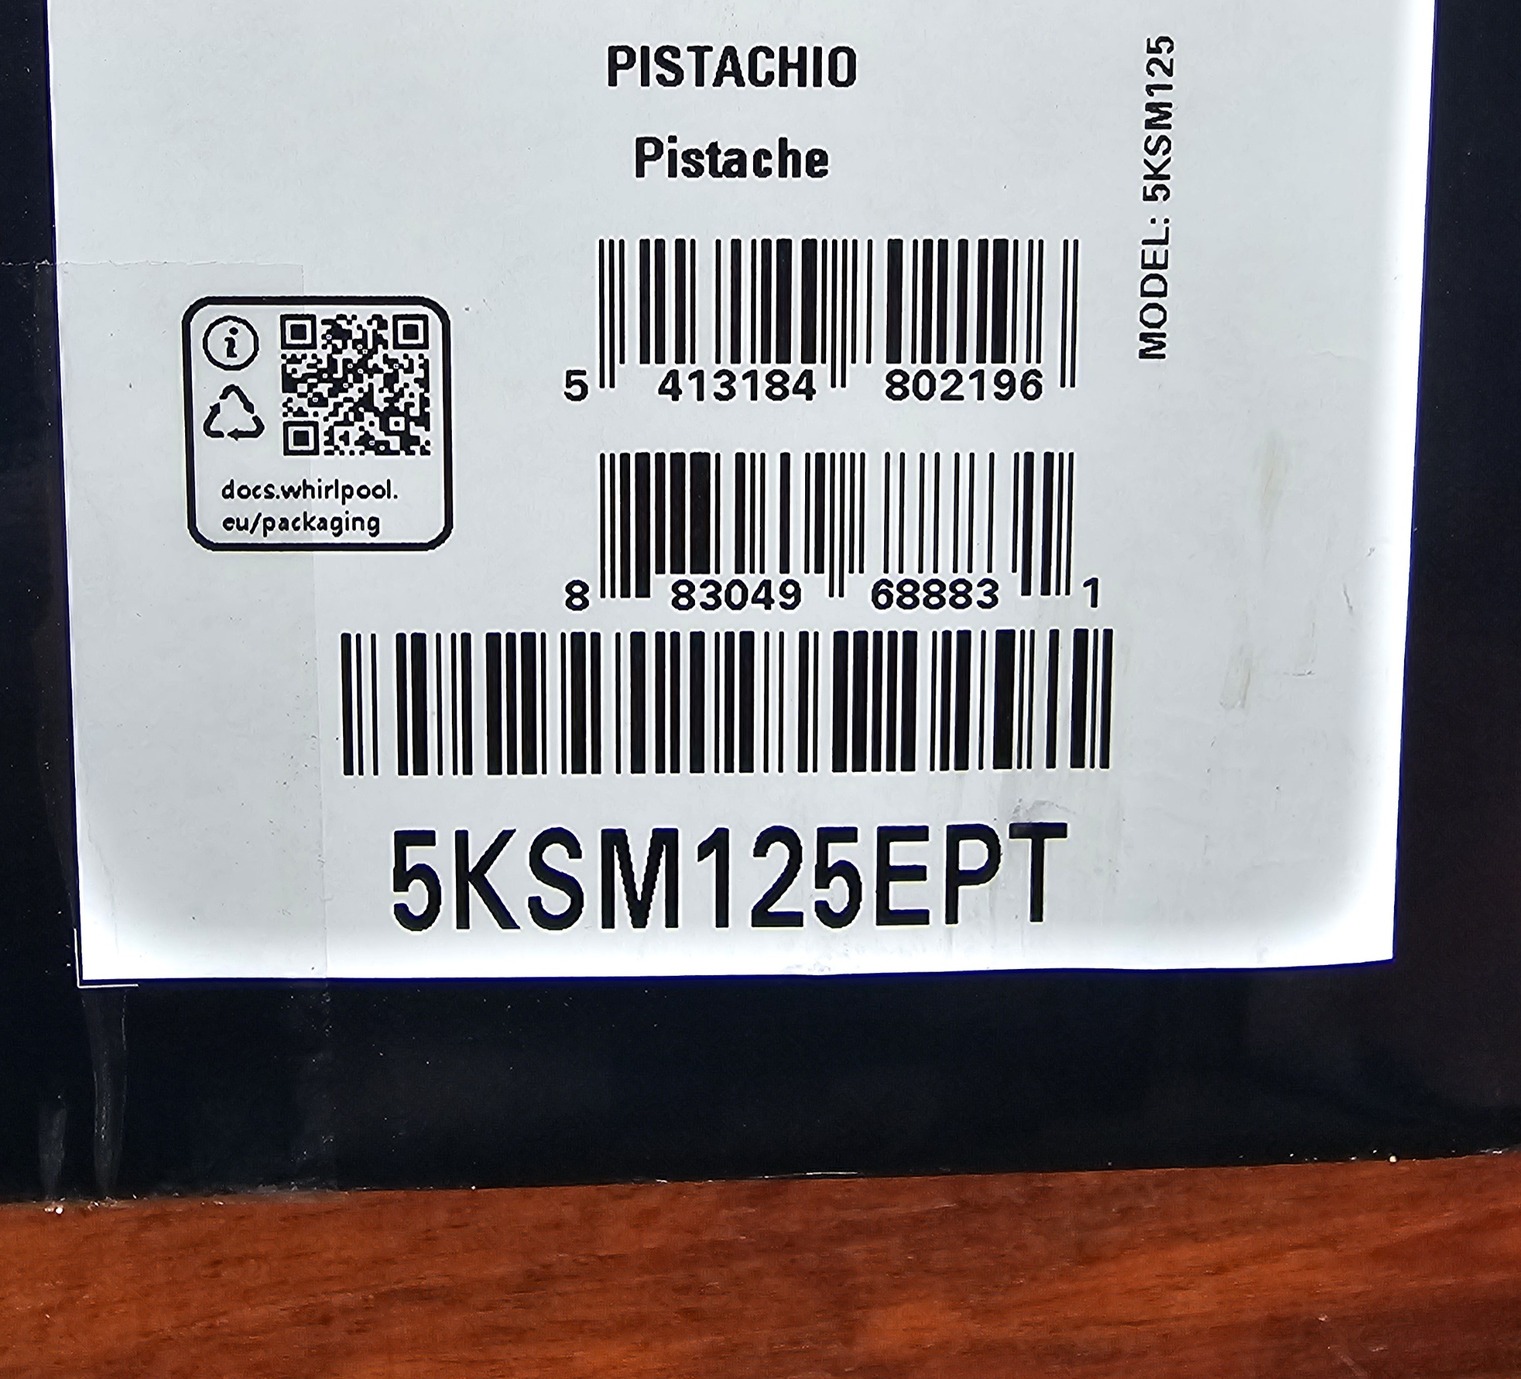 PISTACHIO
Pistache
MODEL: 5KSM125
5 413184 802196
i
docs.whirlpool.
eu/packaging
8 83049 68883 1
5KSM125EPT